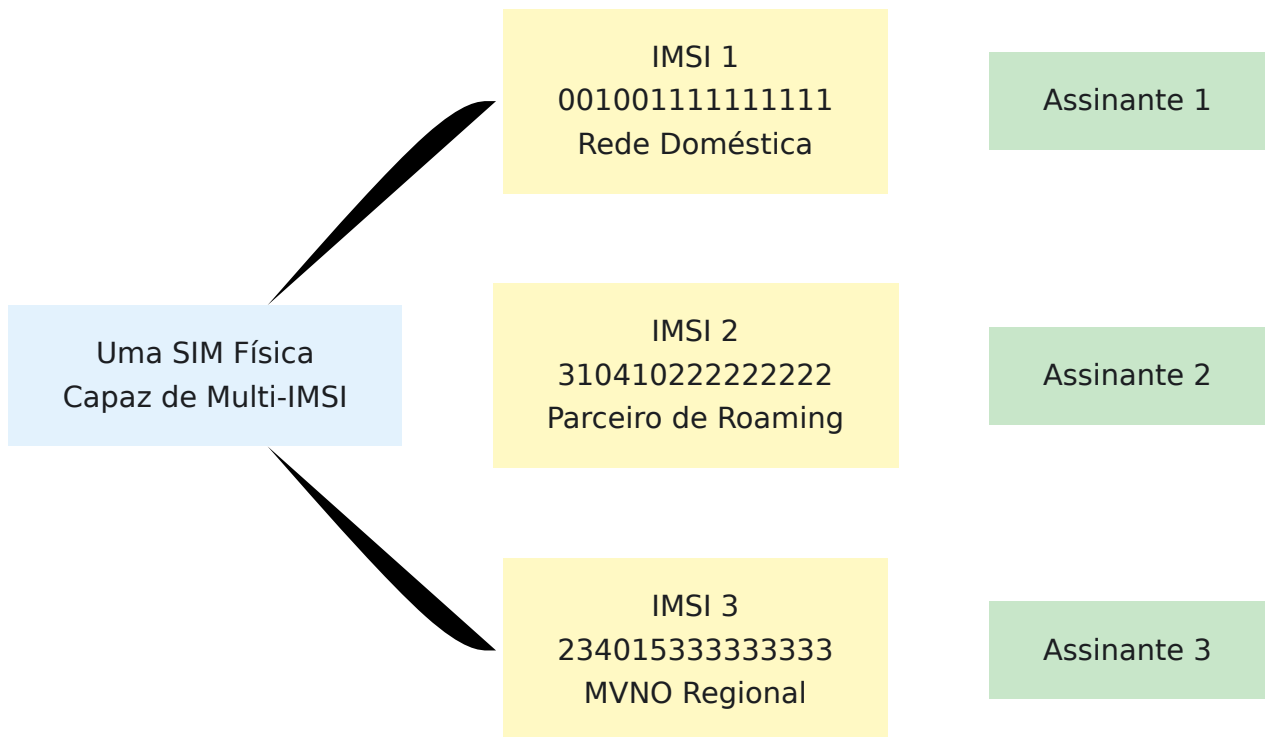 IMSI 1
001001111111111
Rede Doméstica
Assinante 1
Uma SIM Física
Capaz de Multi-IMSI
IMSI 2
310410222222222
Parceiro de Roaming
Assinante 2
IMSI 3
234015333333333
MVNO Regional
Assinante 3